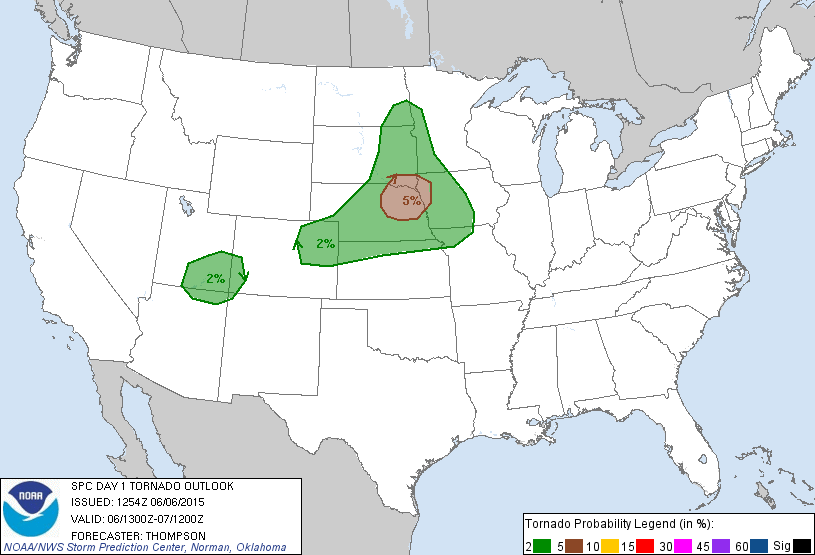 5%
2%
2%
NOAA
SPC DAY 1 TORNADO OUTLOOK
ISSUED: 1254Z 06/06/2015
VALID: 06/1300Z-07/1200Z
FORECASTER: THOMPSON
NOAA/NWS Storm Prediction Center, Norman, Oklahoma
Tornado Probability Legend (in %):
2 5 10 15 30 45 60 Sig